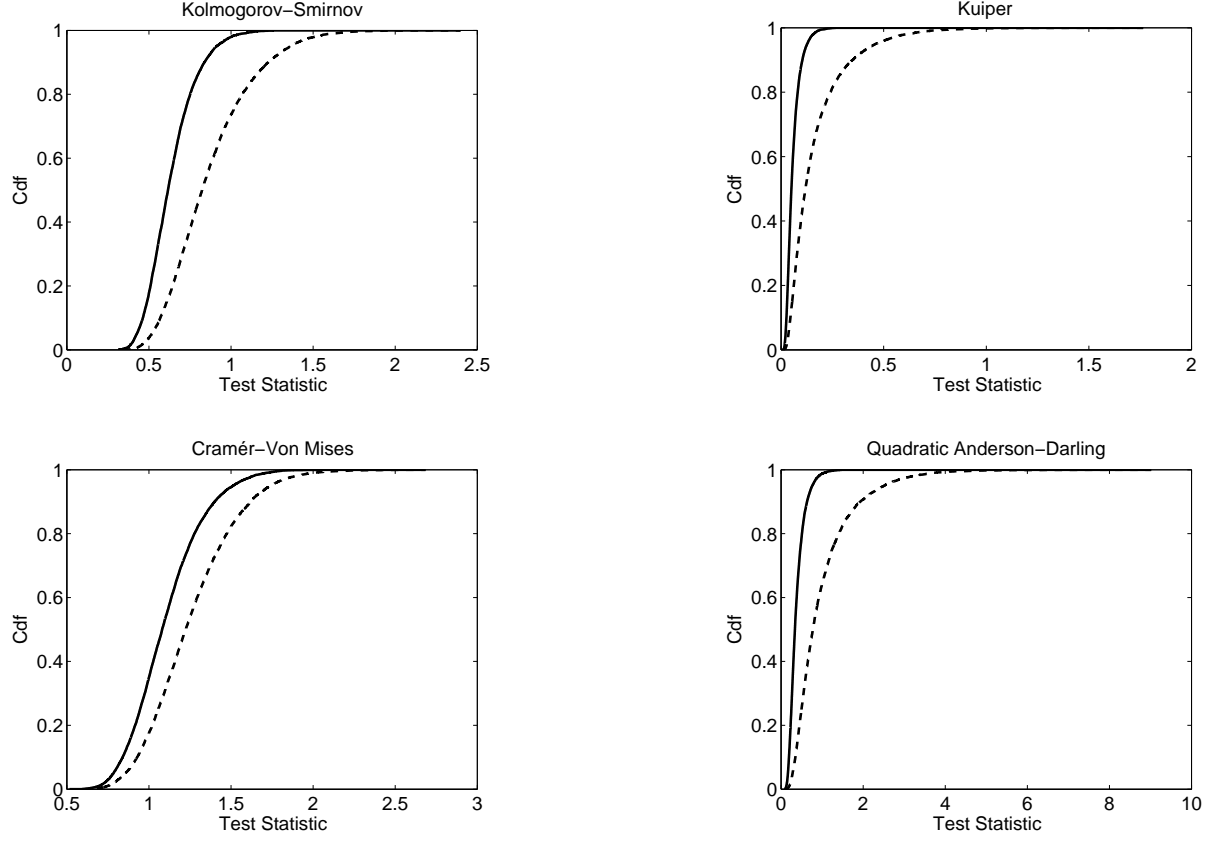 Kolmogorov−Smirnov
1
0.8
0.6
0.4
0.2
0
Cdf
0 0.5 1 1.5 2 2.5
Test Statistic
Kuiper
1
0.8
0.6
0.4
0.2
0
Cdf
0 0.5 1 1.5 2
Test Statistic
Cramér−Von Mises
1
0.8
0.6
0.4
0.2
0
Cdf
0.5 1 1.5 2 2.5 3
Test Statistic
Quadratic Anderson−Darling
1
0.8
0.6
0.4
0.2
0
Cdf
0 2 4 6 8 10
Test Statistic